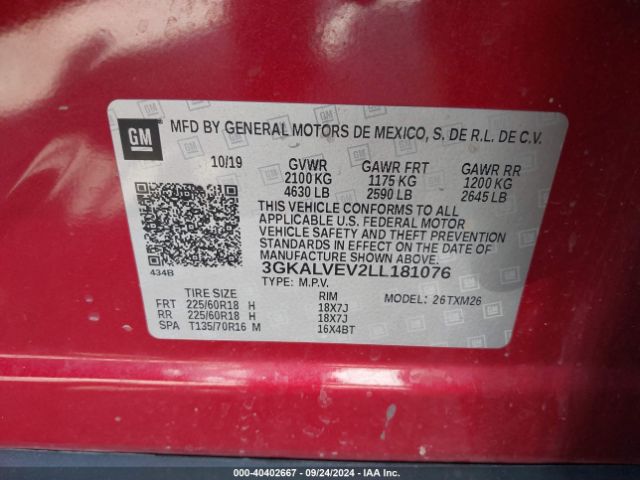 GM
MFD BY GENERAL MOTORS DE MEXICO, S. DE R.L. DE C.V.
10/19 GVWR GAWR FRT GAWR RR
2100 KG 1175 KG 1200 KG
4630 LB 2590 LB 2645 LB
THIS VEHICLE CONFORMS TO ALL
APPLICABLE U.S. FEDERAL MOTOR
VEHICLE SAFETY AND THEFT PREVENTION
STANDARDS IN EFFECT ON THE DATE OF
MANUFACTURE SHOWN ABOVE.
434B 3GKALVEV2LL181076
TYPE: M.P.V.
TIRE SIZE RIM MODEL: 26TXM26
FRT 225/60R18 H 18X7J
RR 225/60R18 H 18X7J
SPA T135/70R16 M 16X4BT
000-40402667 - 09/24/2024 - IAA Inc.